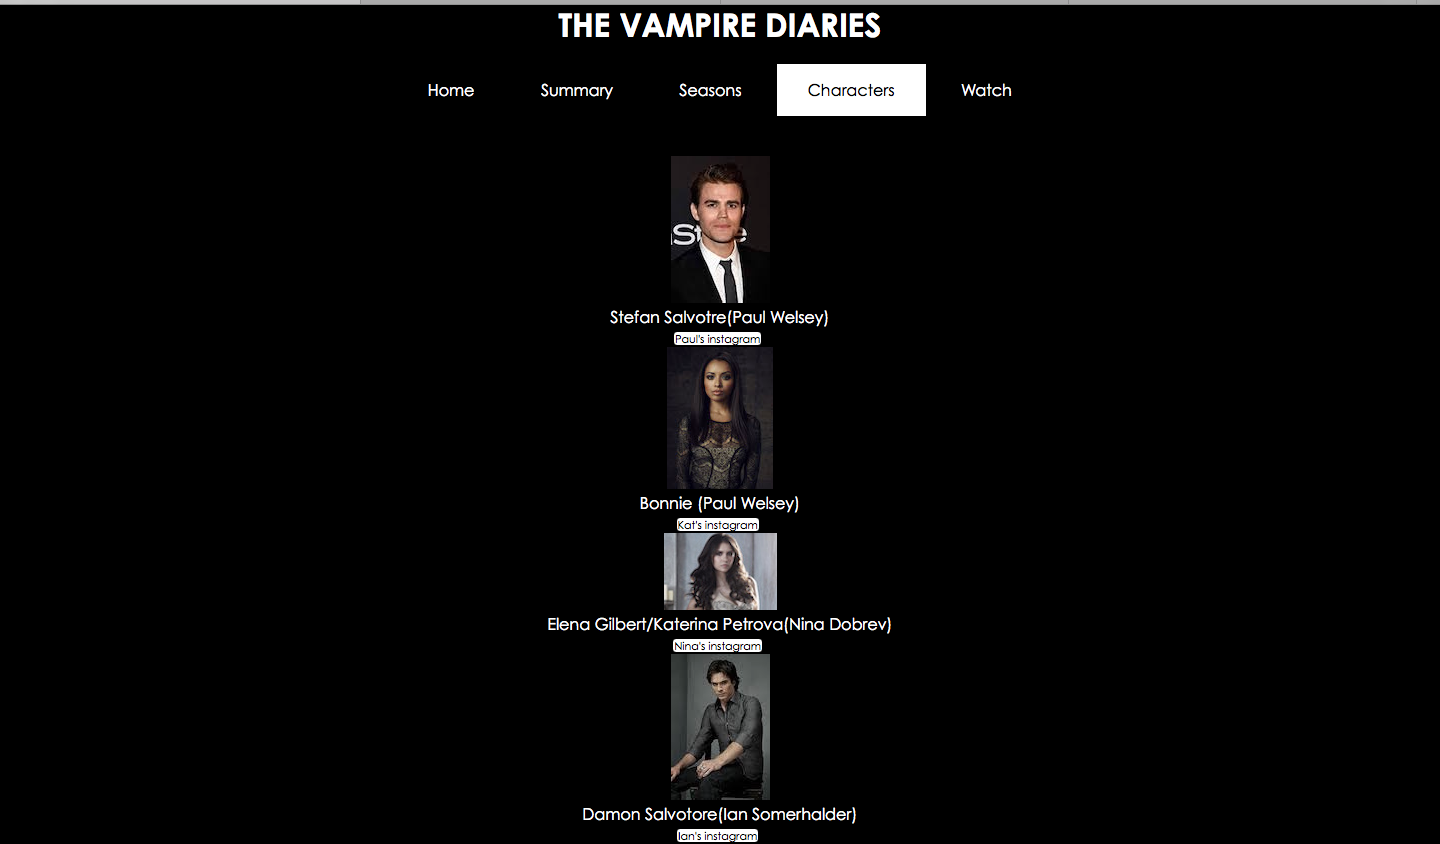 THE VAMPIRE DIARIES
Home Summary Seasons Characters Watch
Stefan Salvotre(Paul Welsey)
Paul's instagram
Bonnie (Paul Welsey)
Kat's instagram
Elena Gilbert/Katerina Petrova(Nina Dobrev)
Nina's instagram
Damon Salvotore(Ian Somerhalder)
Ian's instagram